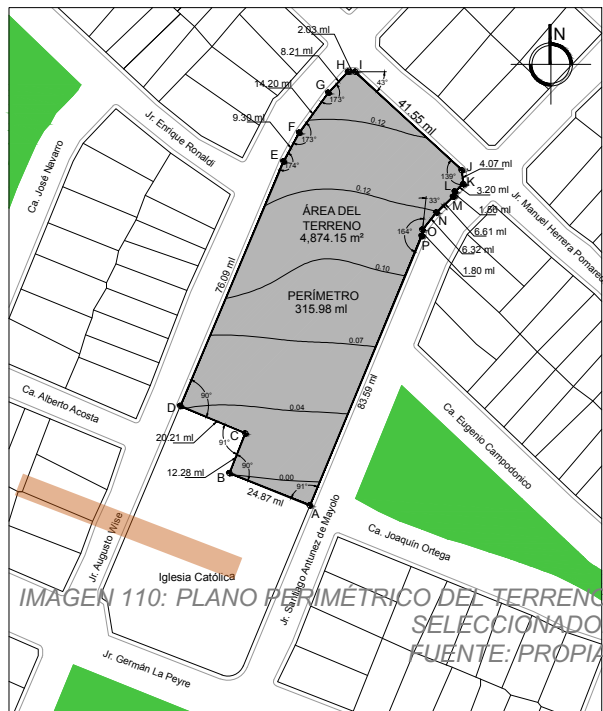 N
2.03 ml
H I
8.21 ml
43°
14.20 ml
G
173°
41.55 ml
9.30 ml
Jr. Enrique Ronaldi
F
173°
0.12
E
174°
J
139°
4.07 ml
K
L
3.20 ml
M
Ca. José Navarro
0.12
33°
N
6.61 ml
Jr. Manuel Herrera Pomareda
ÁREA DEL
TERRENO
4,874.15 m²
164°
O
P
6.32 ml
1.80 ml
0.10
PERÍMETRO
315.98 ml
76.09 ml
0.07
83.59 ml
Ca. Alberto Acosta
D
90°
0.04
20.21 ml
C
91°
Ca. Eugenio Campodonico
12.28 ml
90°
B
0.00
91°
24.87 ml
A
Jr. Augusto Wise
Jr. Santiago Antunez de Mayolo
Ca. Joaquín Ortega
Iglesia Católica
IMAGEN 110: PLANO PERIMÉTRICO DEL TERRENO
SELECCIONADO
FUENTE: PROPIA
Jr. Germán La Peyre